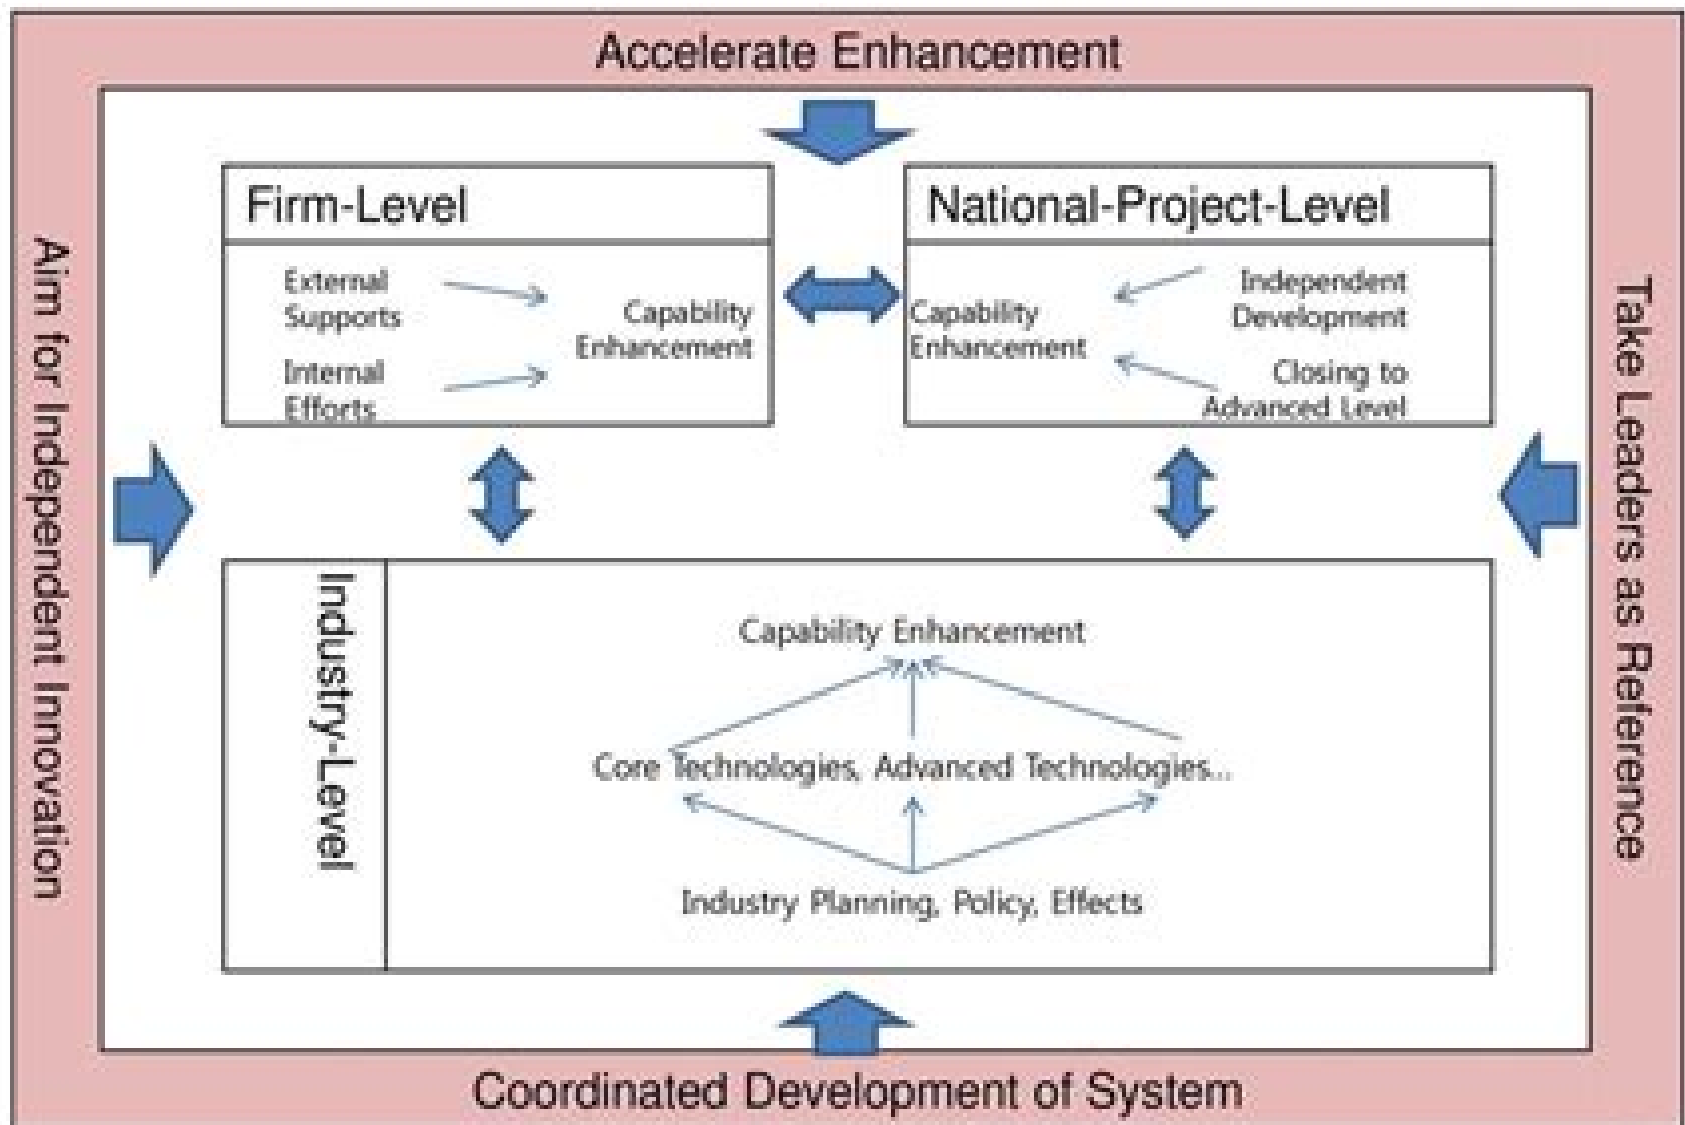 Accelerate Enhancement
Aim for Independent Innovation
Firm-Level
External
Supports
Internal
Efforts
Capability
Enhancement
National-Project-Level
Capability
Enhancement
Independent
Development
Closing to
Advanced Level
Take Leaders as Reference
Industry-Level
Capability Enhancement
Core Technologies, Advanced Technologies...
Industry Planning, Policy, Effects
Coordinated Development of System